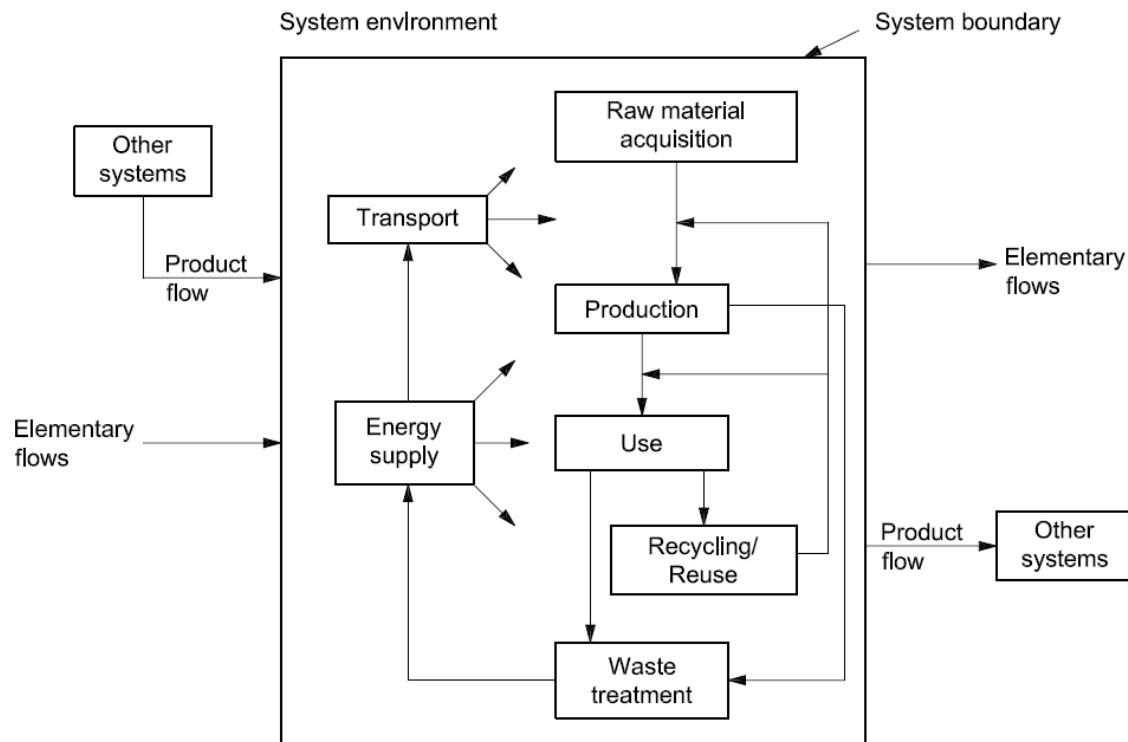 System environment
System boundary
Raw material
acquisition
Other
systems
Transport
Product
flow
Elementary
flows
Production
Elementary
flows
Energy
supply
Use
Product
flow
Other
systems
Recycling/
Reuse
Waste
treatment